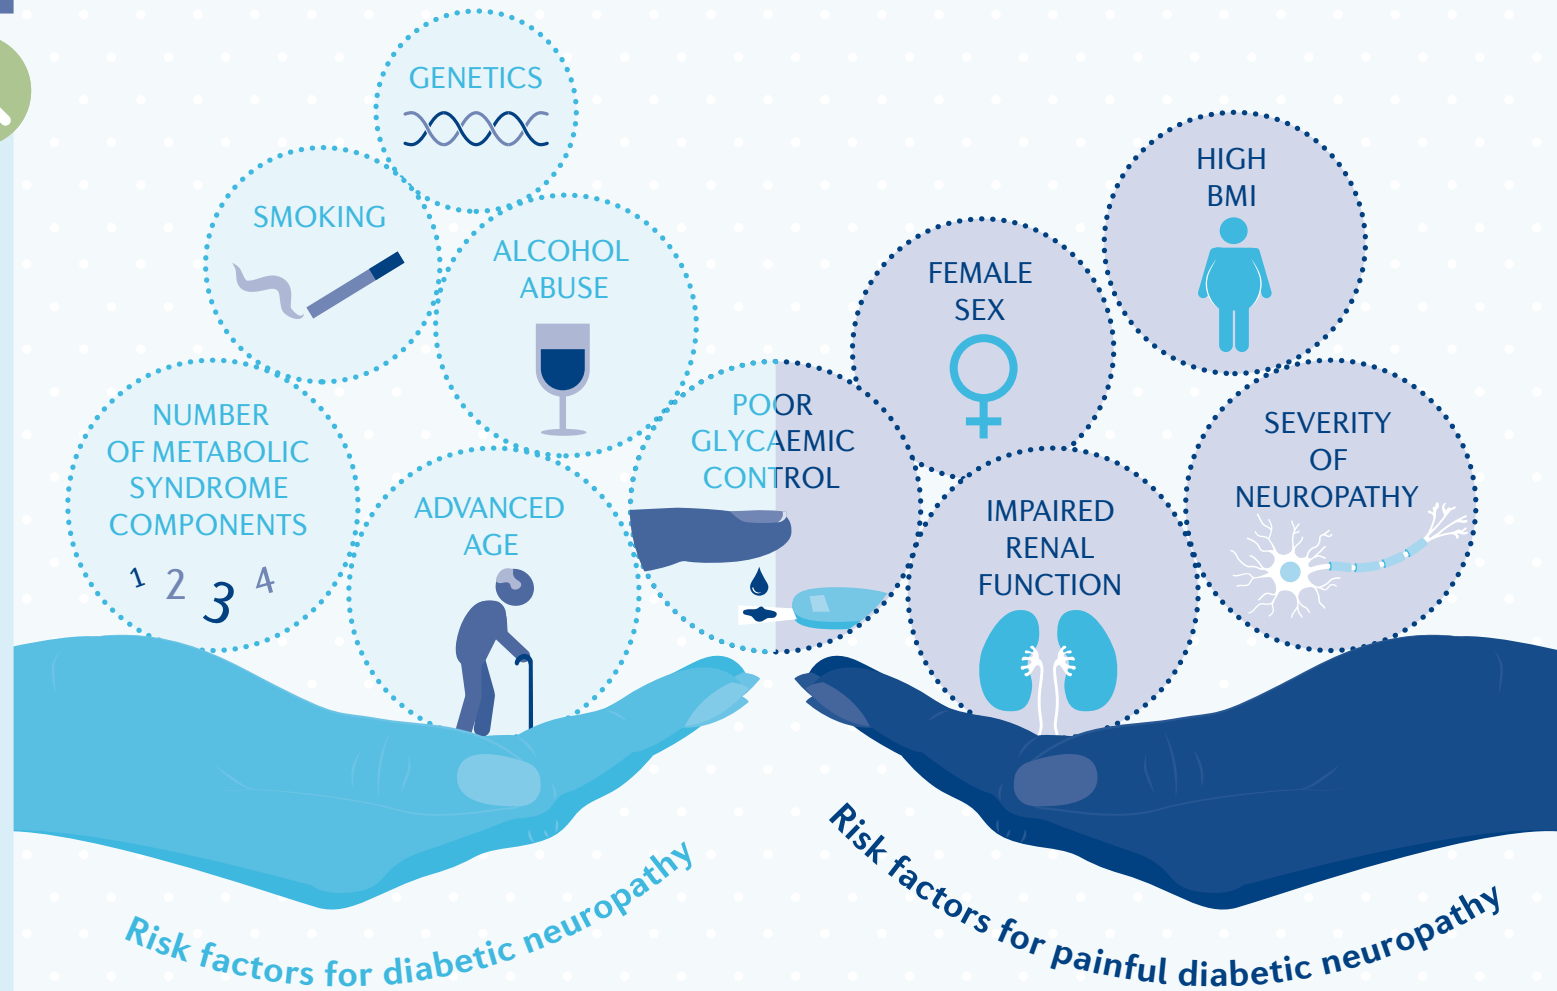 GENETICS
SMOKING
ALCOHOL
ABUSE
NUMBER
OF METABOLIC
SYNDROME
COMPONENTS
1 2 3 4
ADVANCED
AGE
POOR
GLYCAEMIC
CONTROL
FEMALE
SEX
HIGH
BMI
IMPAIRED
RENAL
FUNCTION
SEVERITY
OF
NEUROPATHY
Risk factors for diabetic neuropathy
Risk factors for painful diabetic neuropathy